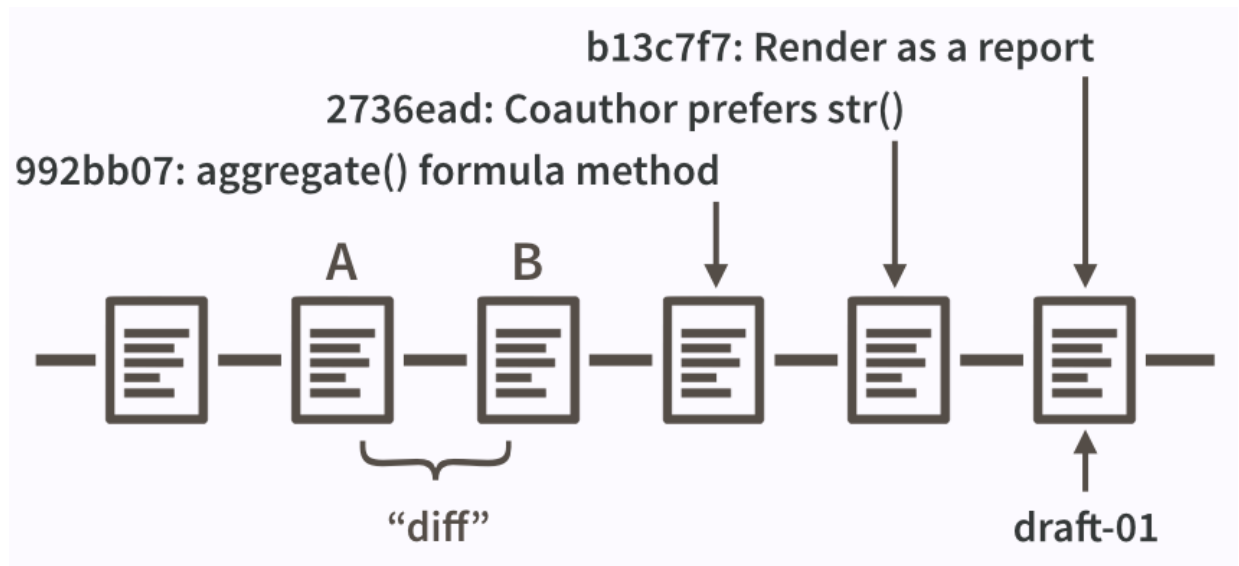 b13c7f7: Render as a report
2736ead: Coauthor prefers str()
992bb07: aggregate() formula method
A
B
“diff”
draft-01